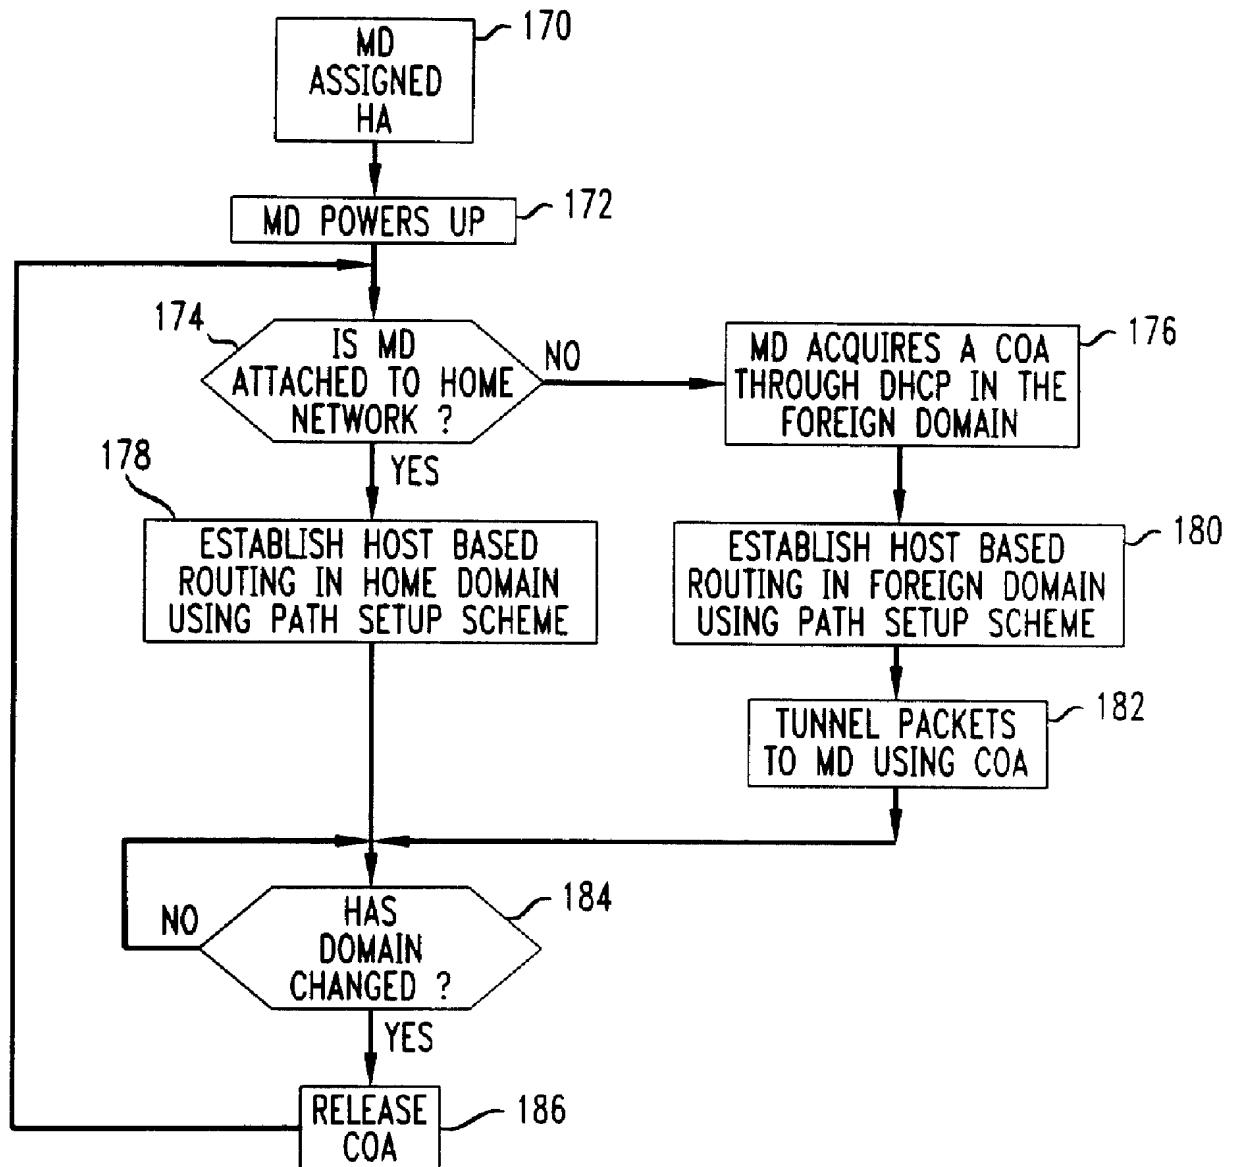 170
MD
ASSIGNED
HA
172
MD POWERS UP
174
IS MD
ATTACHED TO HOME
NETWORK ?
NO
YES
176
MD ACQUIRES A COA
THROUGH DHCP IN THE
FOREIGN DOMAIN
178
ESTABLISH HOST BASED
ROUTING IN HOME DOMAIN
USING PATH SETUP SCHEME
180
ESTABLISH HOST BASED
ROUTING IN FOREIGN DOMAIN
USING PATH SETUP SCHEME
182
TUNNEL PACKETS
TO MD USING COA
184
HAS
DOMAIN
CHANGED ?
NO
YES
186
RELEASE
COA